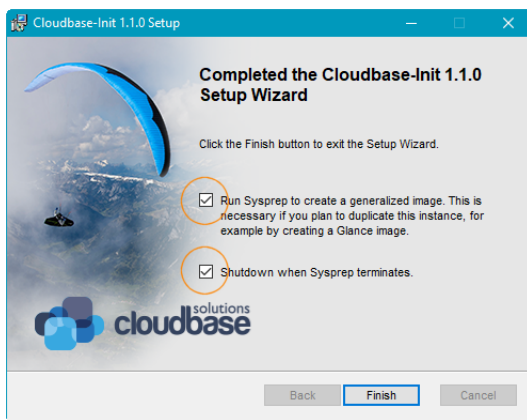 Cloudbase-Init 1.1.0 Setup
Completed the Cloudbase-Init 1.1.0
Setup Wizard
Click the Finish button to exit the Setup Wizard.
Run Sysprep to create a generalized image. This is
necessary if you plan to duplicate this instance, for
example by creating a Glance image.
Shutdown when Sysprep terminates.
solutions
cloudbase
Back
Finish
Cancel